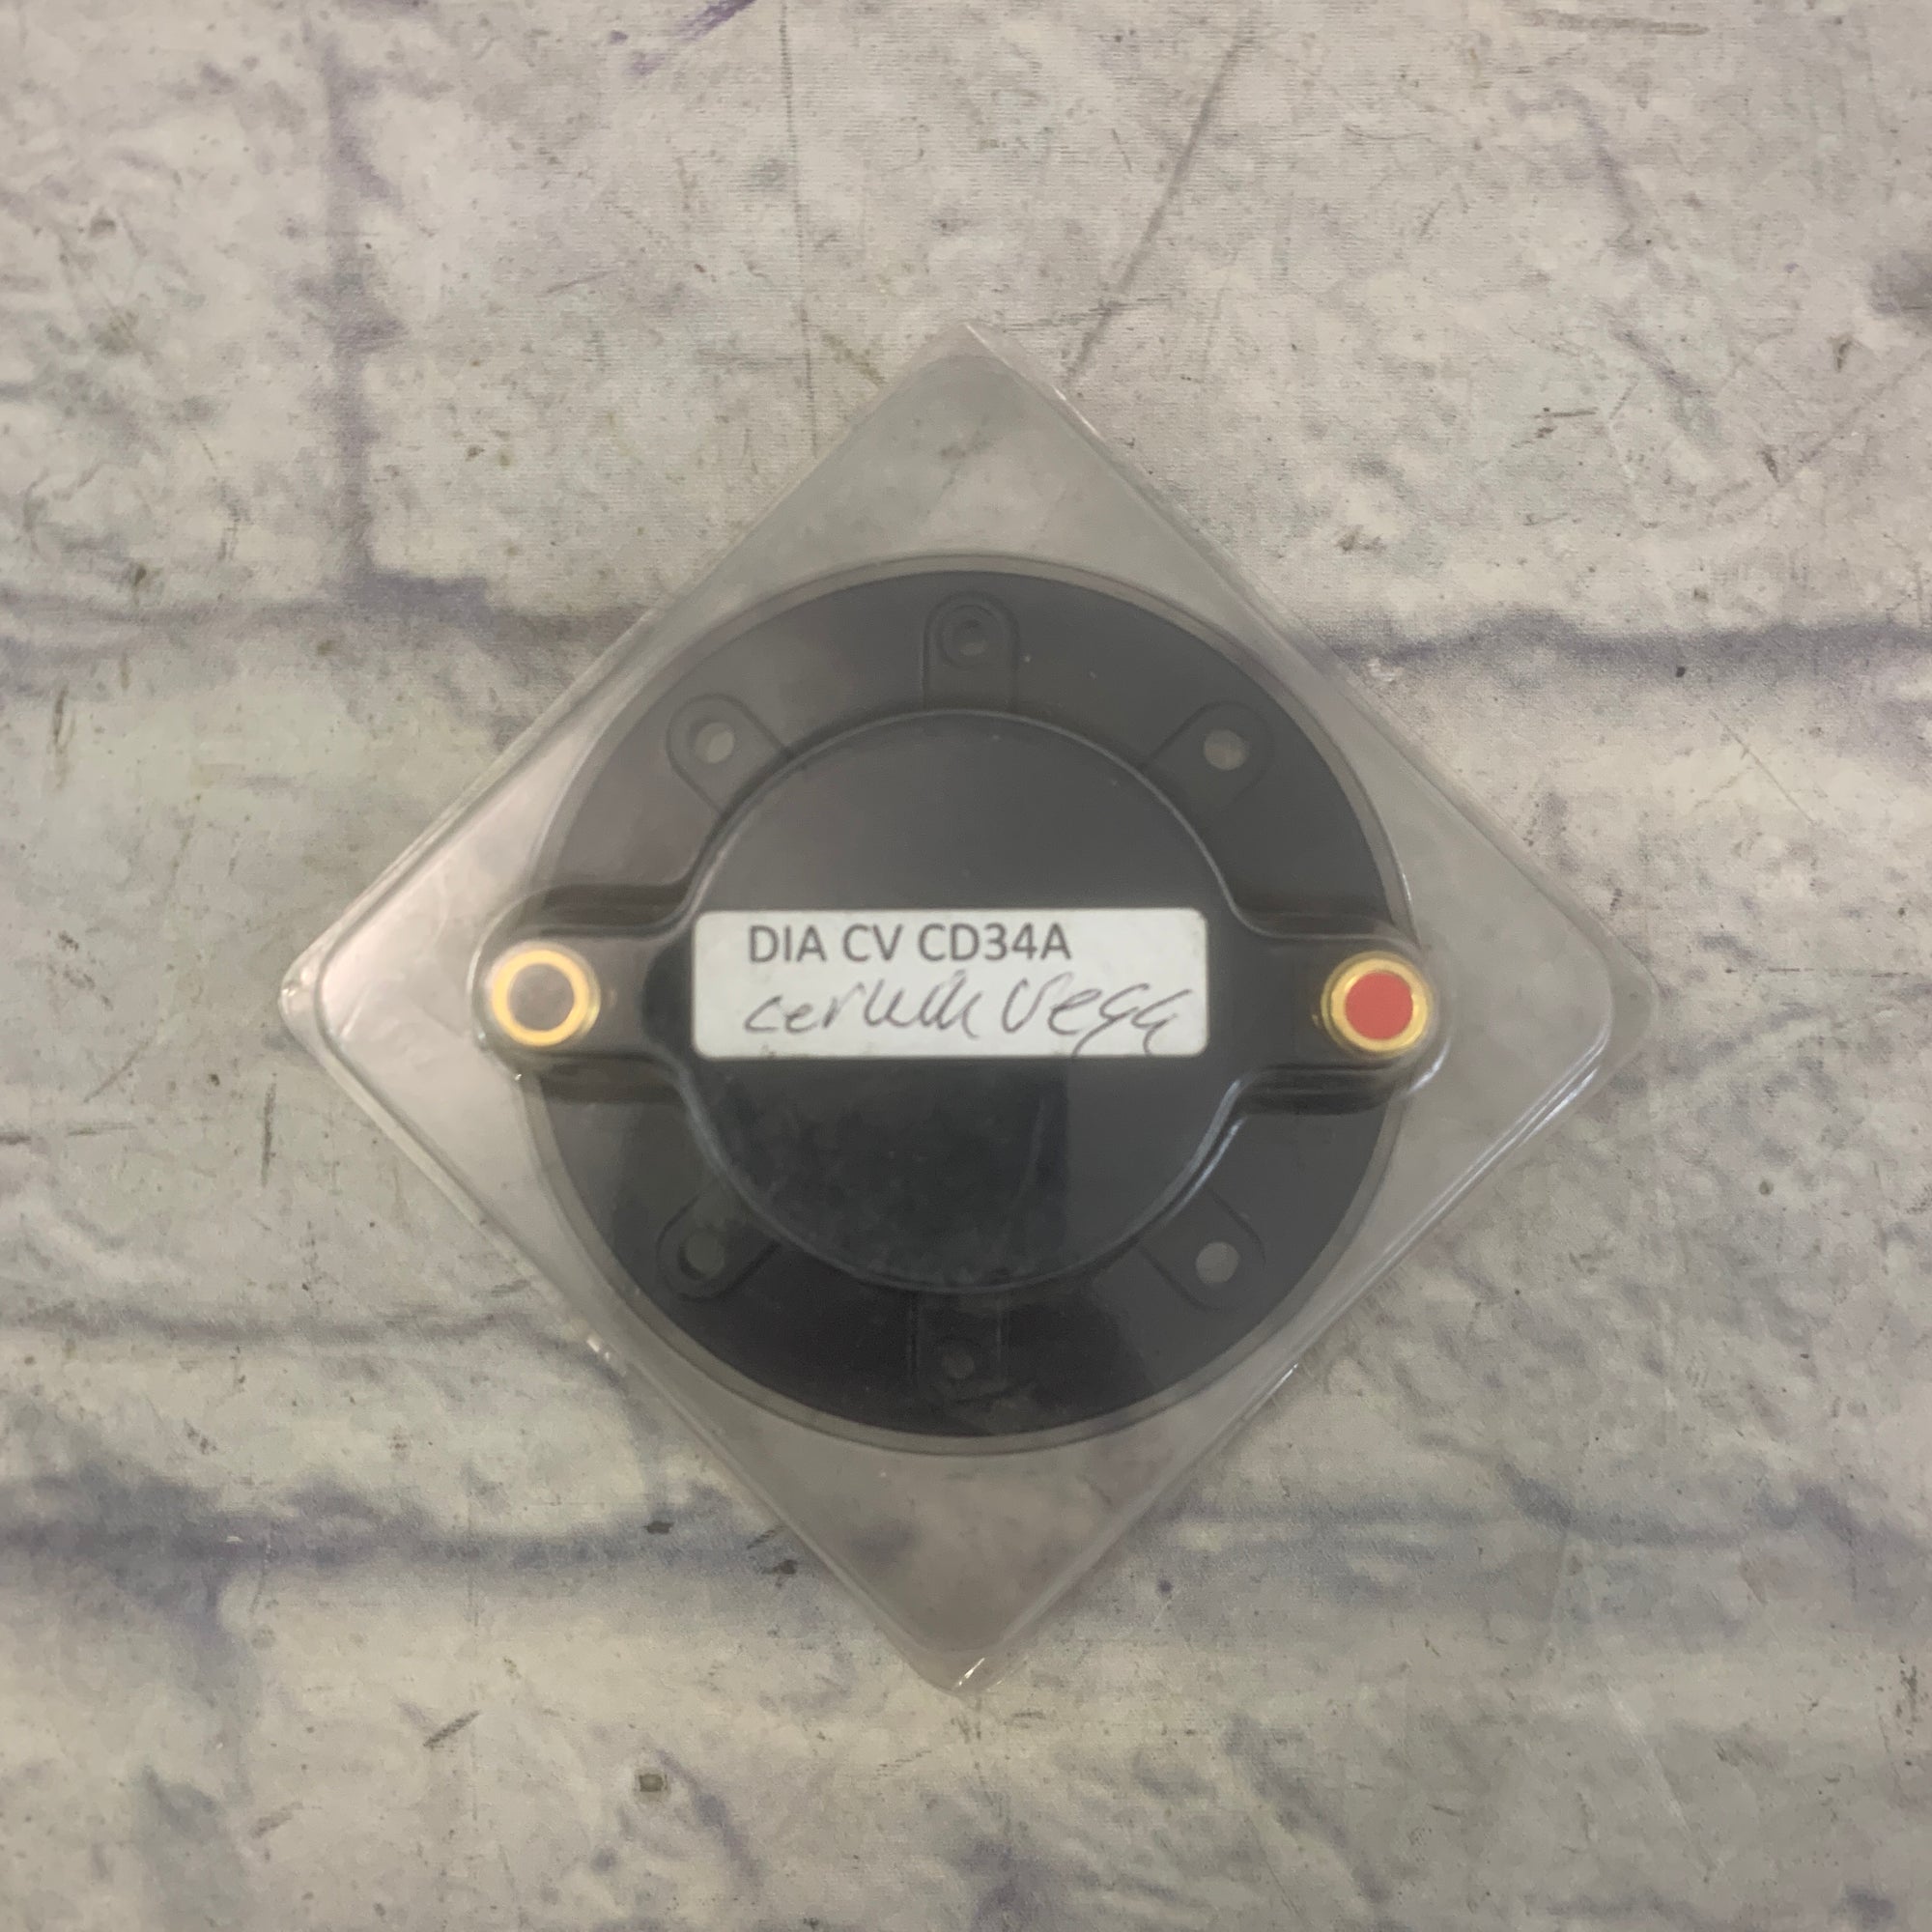 DIA CV CD34A
cerwin Vega